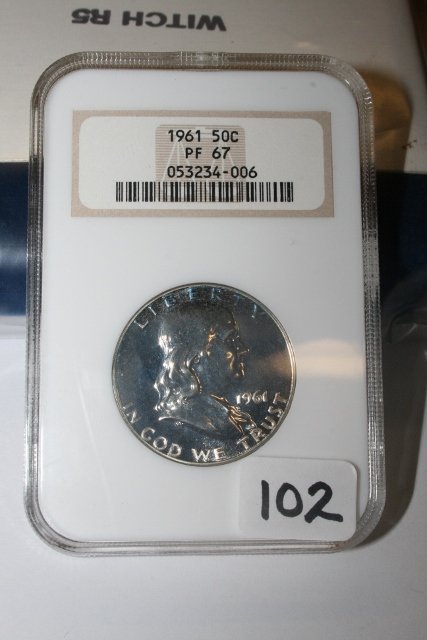 WITCH R5
1961 50C
PF 67
053234-006
LIBERTY
1961
IN GOD WE TRUST
102